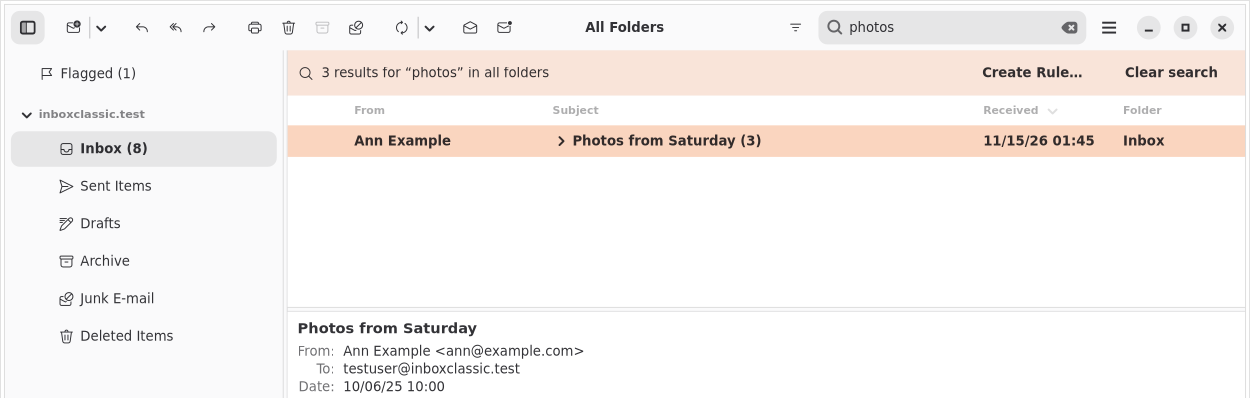 All Folders
photos
Flagged (1)
3 results for “photos” in all folders
Create Rule...
Clear search
inboxclassic.test
From Subject Received Folder
Inbox (8)
Ann Example Photos from Saturday (3) 11/15/26 01:45 Inbox
Sent Items
Drafts
Archive
Junk E-mail
Deleted Items
Photos from Saturday
From: Ann Example <ann@example.com>
To: testuser@inboxclassic.test
Date: 10/06/25 10:00